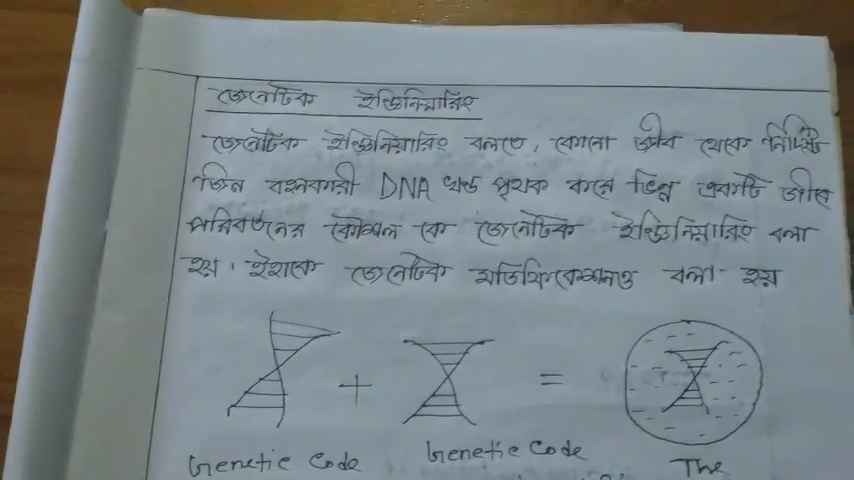 জেনেটিক ইঞ্জিনিয়ারিং
জেনেটিক ইঞ্জিনিয়ারিং বলতে, কোনো জীব থেকে নির্দিষ্ট
জিন বহনকারী DNA খন্ড পৃথক করে ভিন্ন একটি জীবে
পরিবর্তনের কৌশল কে জেনেটিক ইঞ্জিনিয়ারিং বলা
হয়। ইহাকে জেনেটিক মডিফিকেশনও বলা হয়
+ =
Genetic Code Genetic Code The